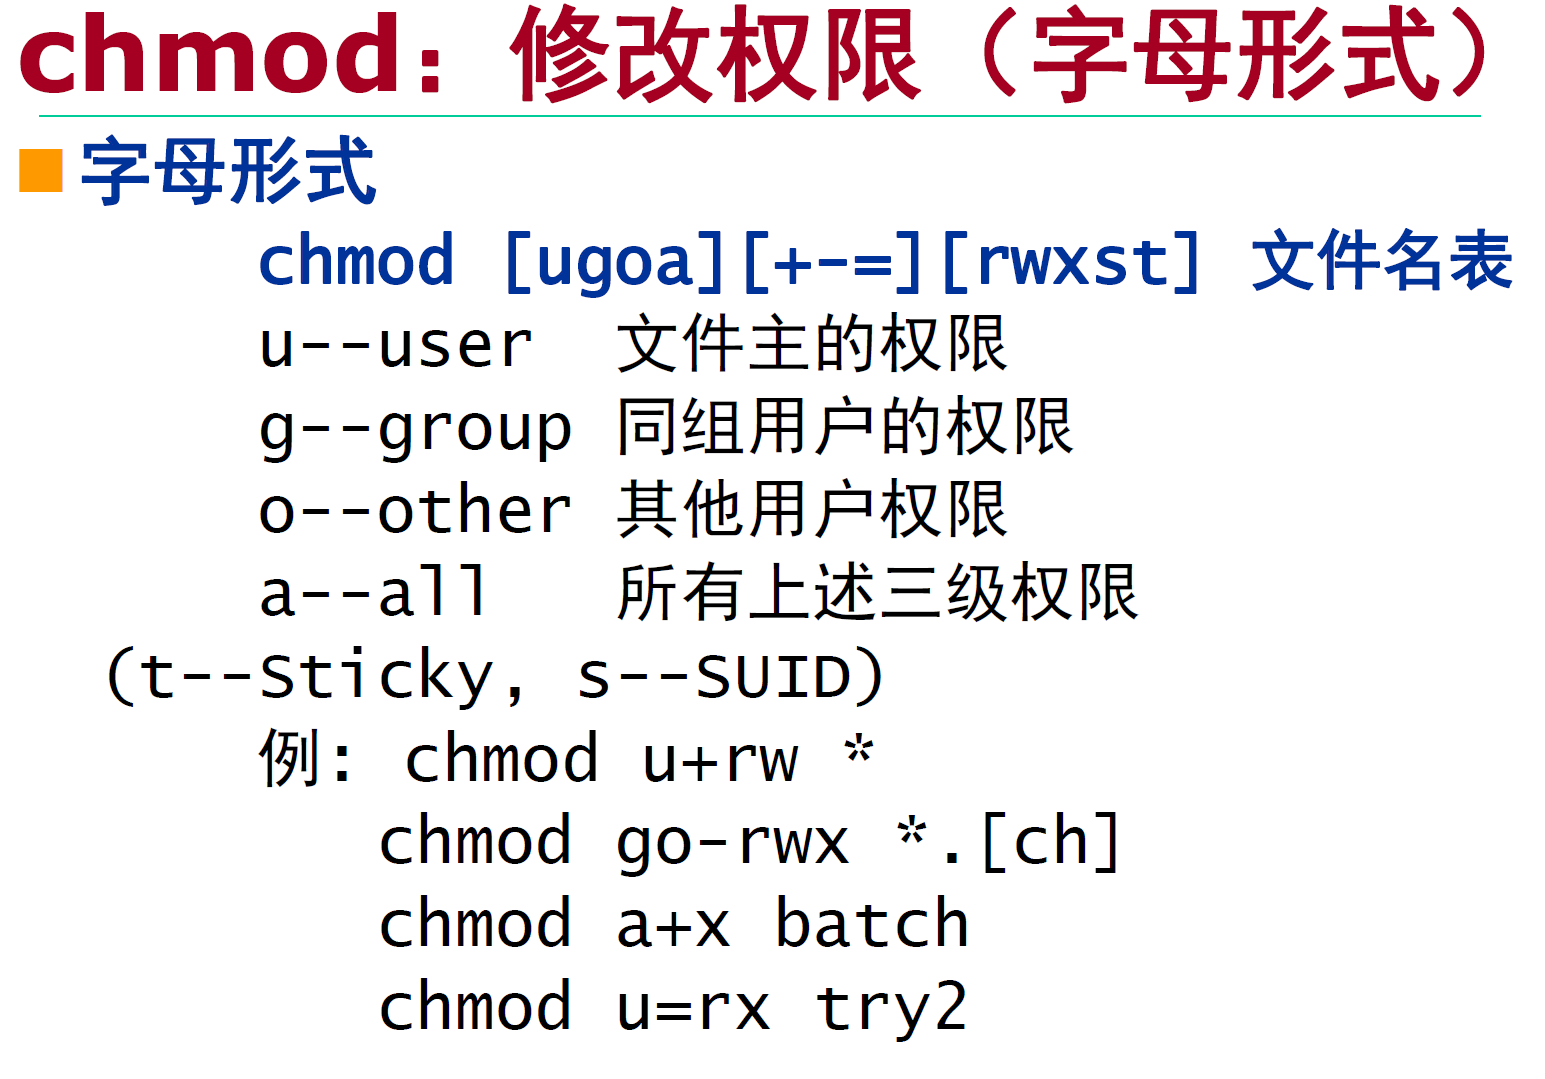 chmod：修改权限（字母形式）
字母形式
chmod [ugoa][+-=][rwxst] 文件名表
u--user 文件主的权限
g--group 同组用户的权限
o--other 其他用户权限
a--all 所有上述三级权限
(t--Sticky, s--SUID)
例: chmod u+rw *
chmod go-rwx *.[ch]
chmod a+x batch
chmod u=rx try2